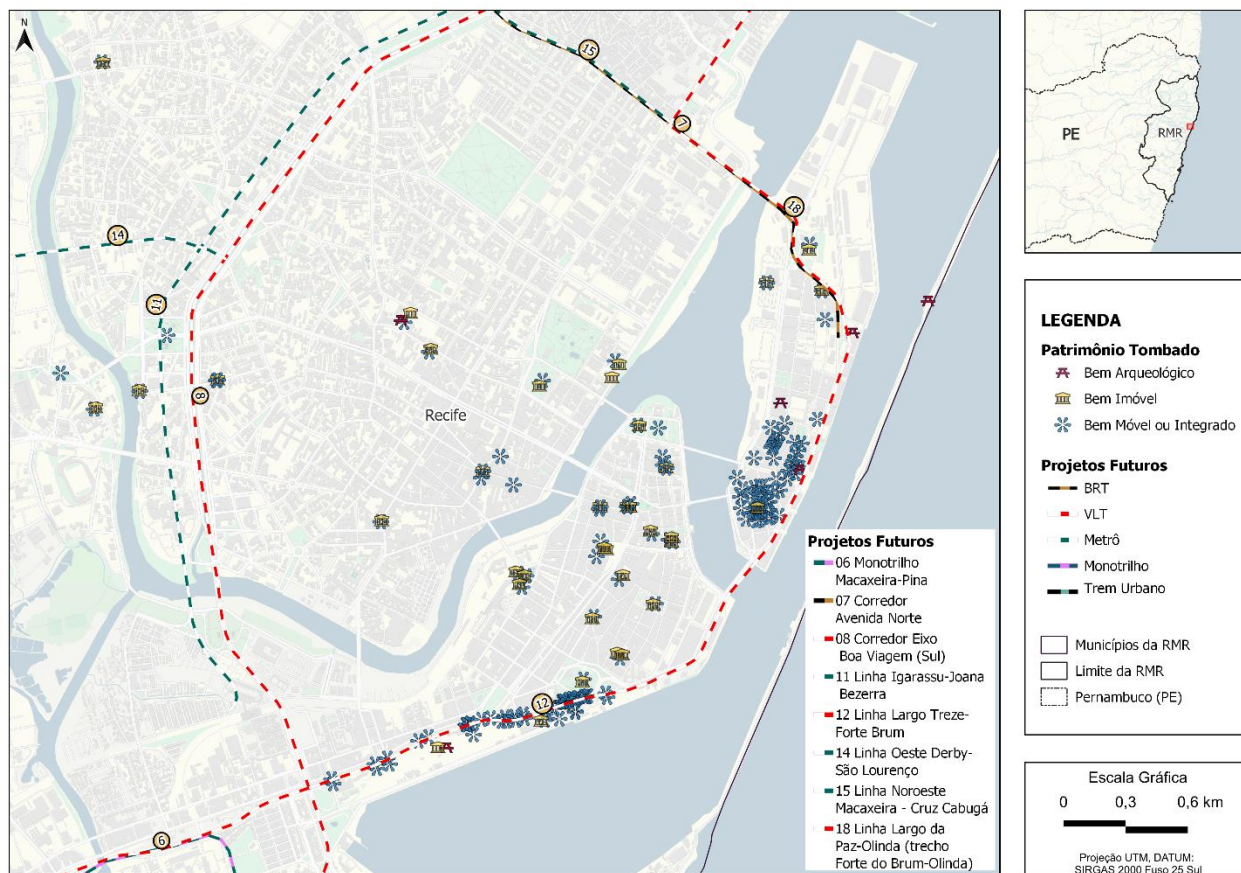 N
15
7
18
14
11
8
Recife
12
6
Projetos Futuros
06 Monotrilho
Macaxeira-Pina
07 Corredor
Avenida Norte
08 Corredor Eixo
Boa Viagem (Sul)
11 Linha Igarassu-Joana
Bezerra
12 Linha Largo Treze-
Forte Brum
14 Linha Oeste Derby-
São Lourenço
15 Linha Noroeste
Macaxeira - Cruz Cabugá
18 Linha Largo da
Paz-Olinda (trecho
Forte do Brum-Olinda)
PE
RMR
LEGENDA
Patrimônio Tombado
Bem Arqueológico
Bem Imóvel
Bem Móvel ou Integrado
Projetos Futuros
BRT
VLT
Metrô
Monotrilho
Trem Urbano
Municípios da RMR
Limite da RMR
Pernambuco (PE)
Escala Gráfica
0 0,3 0,6 km
Projeção UTM, DATUM:
SIRGAS 2000 Fuso 25 Sul